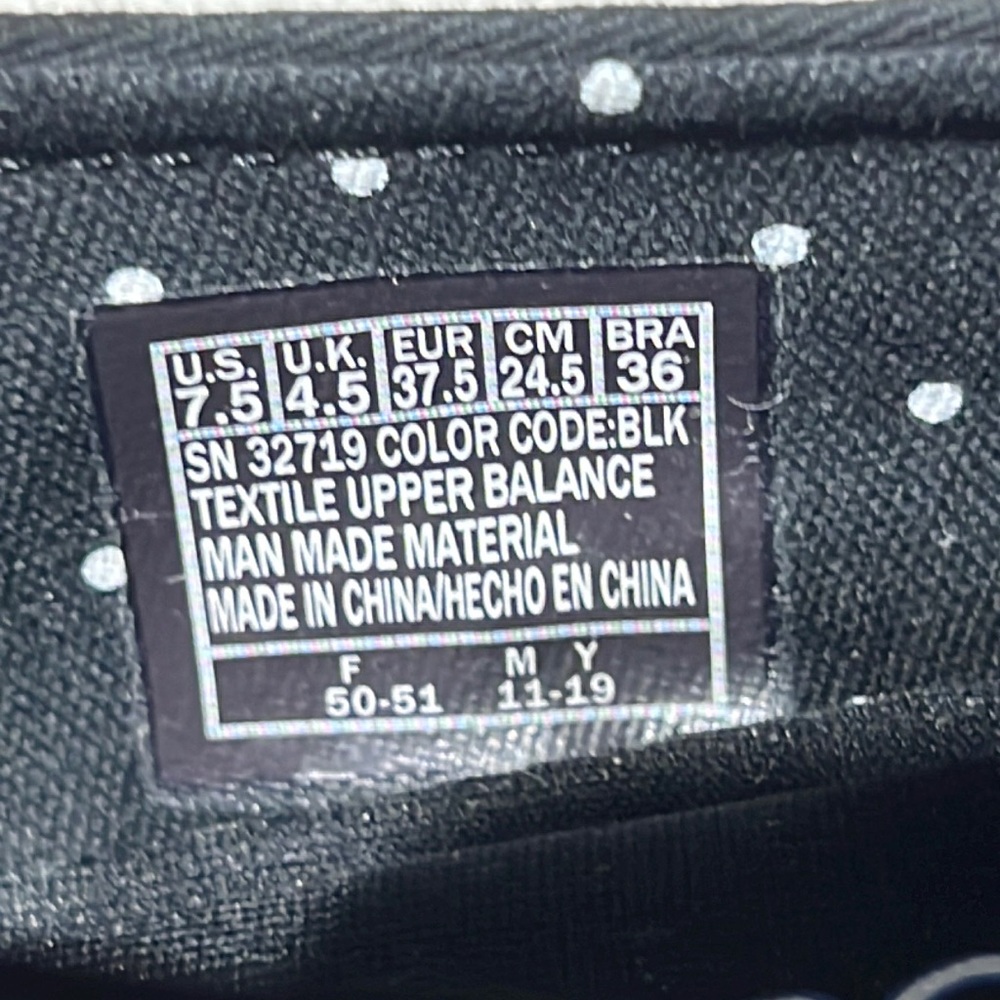 U.S. U.K. EUR CM BRA
7.5 4.5 37.5 24.5 36
SN 32719 COLOR CODE:BLK
TEXTILE UPPER BALANCE
MAN MADE MATERIAL
MADE IN CHINA/HECHO EN CHINA
F M Y
50-51 11-19